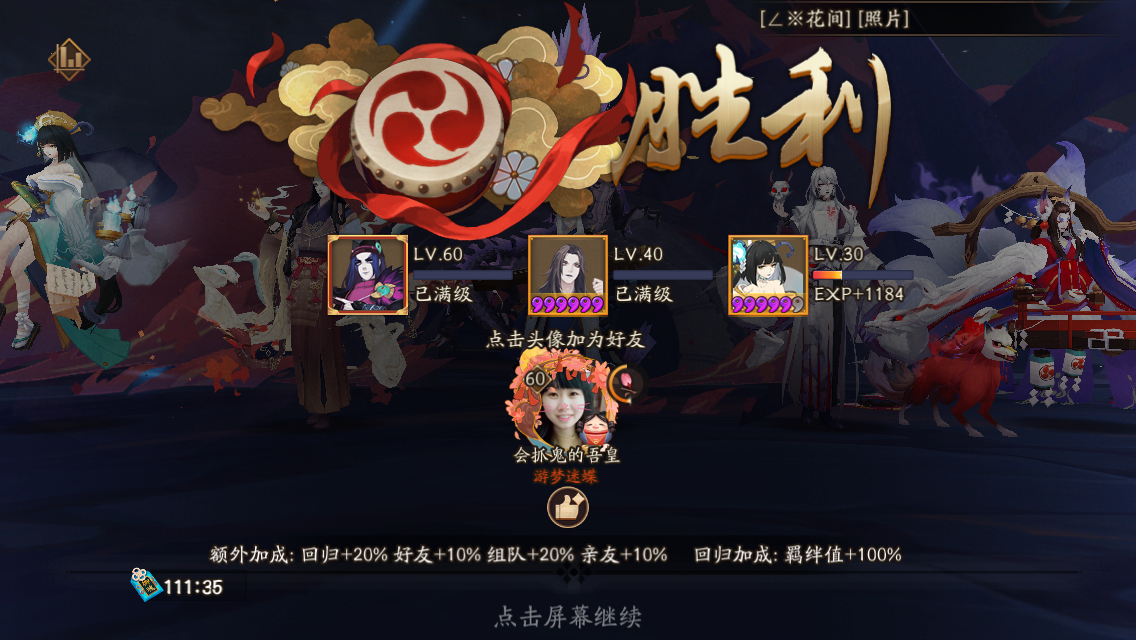 [∠※花间] [照片]
胜利
LV.60
已满级
LV.40
已满级
999999
LV.30
EXP+1184
999999
点击头像加为好友
60
会抓鬼的吾皇
游梦迷蝶
额外加成: 回归+20% 好友+10% 组队+20% 亲友+10% 回归加成: 羁绊值+100%
111:35
点击屏幕继续